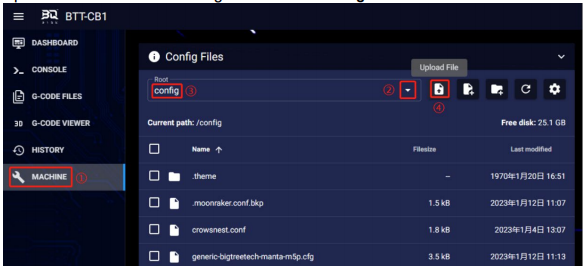 BTT-CB1
DASHBOARD
CONSOLE
G-CODE FILES
3D G-CODE VIEWER
HISTORY
MACHINE ①
Config Files
Upload File
Root
config ③ ②
④
Current path: /config Free disk: 25.1 GB
Name ↑ Filesize Last modified
.theme – 1970年1月20日 16:51
.moonraker.conf.bkp 1.5 kB 2023年1月12日 11:07
crowsnest.conf 1.8 kB 2023年1月4日 13:07
generic-bigtreetech-manta-m5p.cfg 3.5 kB 2023年1月12日 11:13